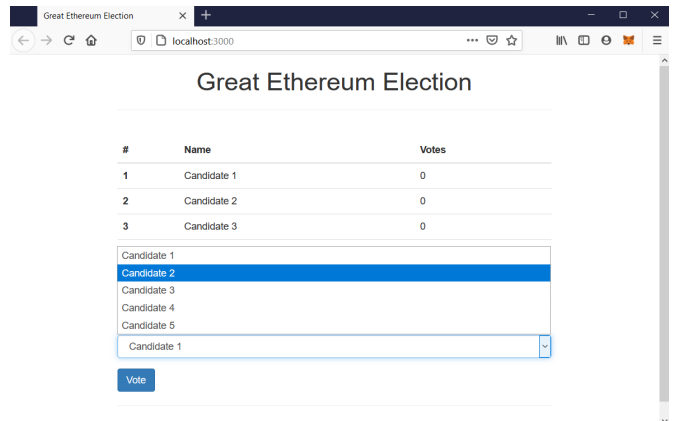 Great Ethereum Election
localhost:3000
Great Ethereum Election
# Name Votes
1 Candidate 1 0
2 Candidate 2 0
3 Candidate 3 0
Candidate 1
Candidate 2
Candidate 3
Candidate 4
Candidate 5
Candidate 1
Vote